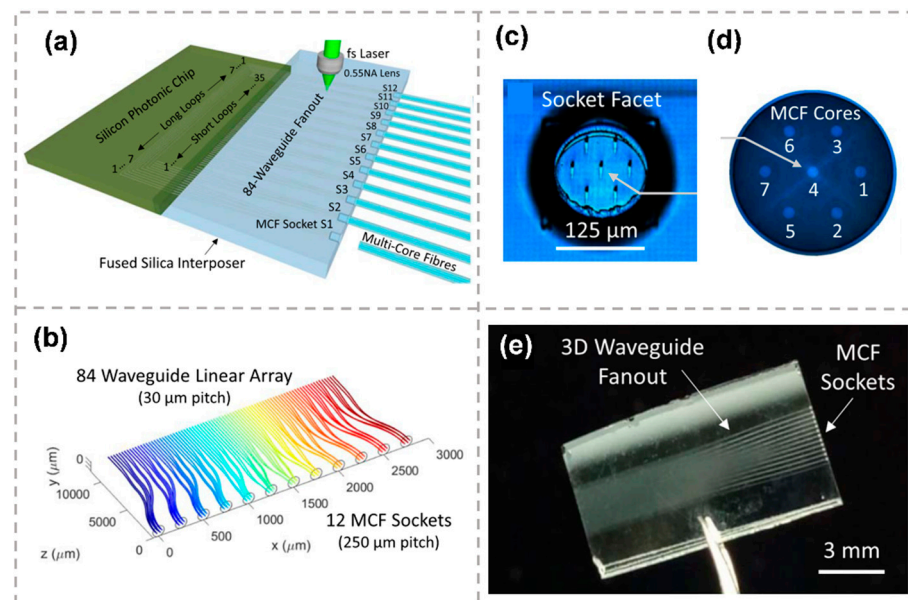 (a)
fs Laser
0.55NA Lens
Silicon Photonic Chip
7...1
35
Long Loops
Short Loops
1... 7
1...
84-Waveguide Fanout
S12
S11
S10
S9
S8
S7
S6
S5
S4
S3
S2
MCF Socket S1
Multi-Core Fibres
Fused Silica Interposer
(b)
84 Waveguide Linear Array
(30 μm pitch)
y (μm)
0
10000
5000
0
z (μm)
0
500
1000
1500
2000
2500
3000
x (μm)
12 MCF Sockets
(250 μm pitch)
(c)
Socket Facet
125 μm
(d)
MCF Cores
6
3
7
4
1
5
2
(e)
3D Waveguide
Fanout
MCF
Sockets
3 mm